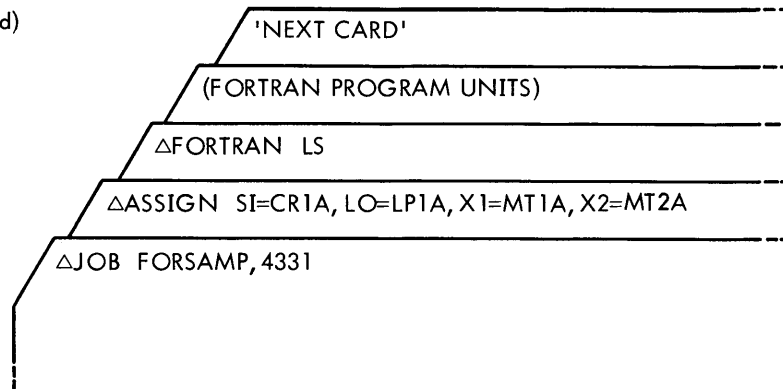 d)
'NEXT CARD'
(FORTRAN PROGRAM UNITS)
△FORTRAN LS
△ASSIGN SI=CR1A, LO=LP1A, X1=MT1A, X2=MT2A
△JOB FORSAMP, 4331